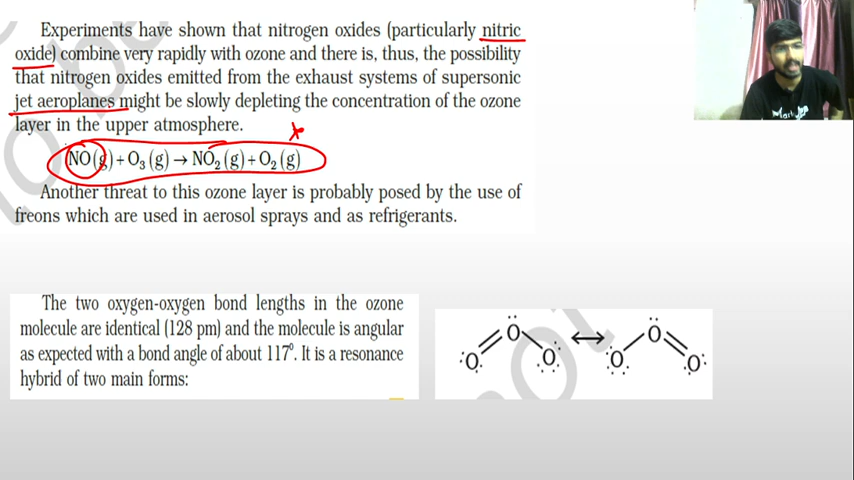 Experiments have shown that nitrogen oxides (particularly nitric
oxide) combine very rapidly with ozone and there is, thus, the possibility
that nitrogen oxides emitted from the exhaust systems of supersonic
jet aeroplanes might be slowly depleting the concentration of the ozone
layer in the upper atmosphere.
NO(g) + O₃(g) → NO₂(g) + O₂(g)
Another threat to this ozone layer is probably posed by the use of
freons which are used in aerosol sprays and as refrigerants.
The two oxygen-oxygen bond lengths in the ozone
molecule are identical (128 pm) and the molecule is angular
as expected with a bond angle of about 117°. It is a resonance
hybrid of two main forms:
O O O ↔ O O O